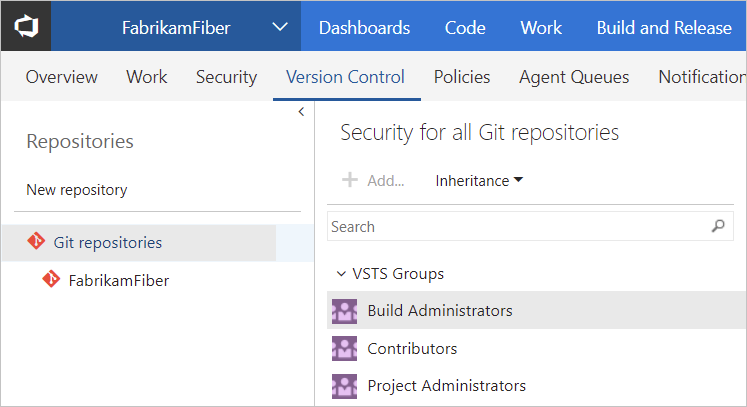 FabrikamFiber Dashboards Code Work Build and Release
Overview Work Security Version Control Policies Agent Queues Notification
Repositories
New repository
Git repositories
FabrikamFiber
Security for all Git repositories
Add... Inheritance
Search
VSTS Groups
Build Administrators
Contributors
Project Administrators